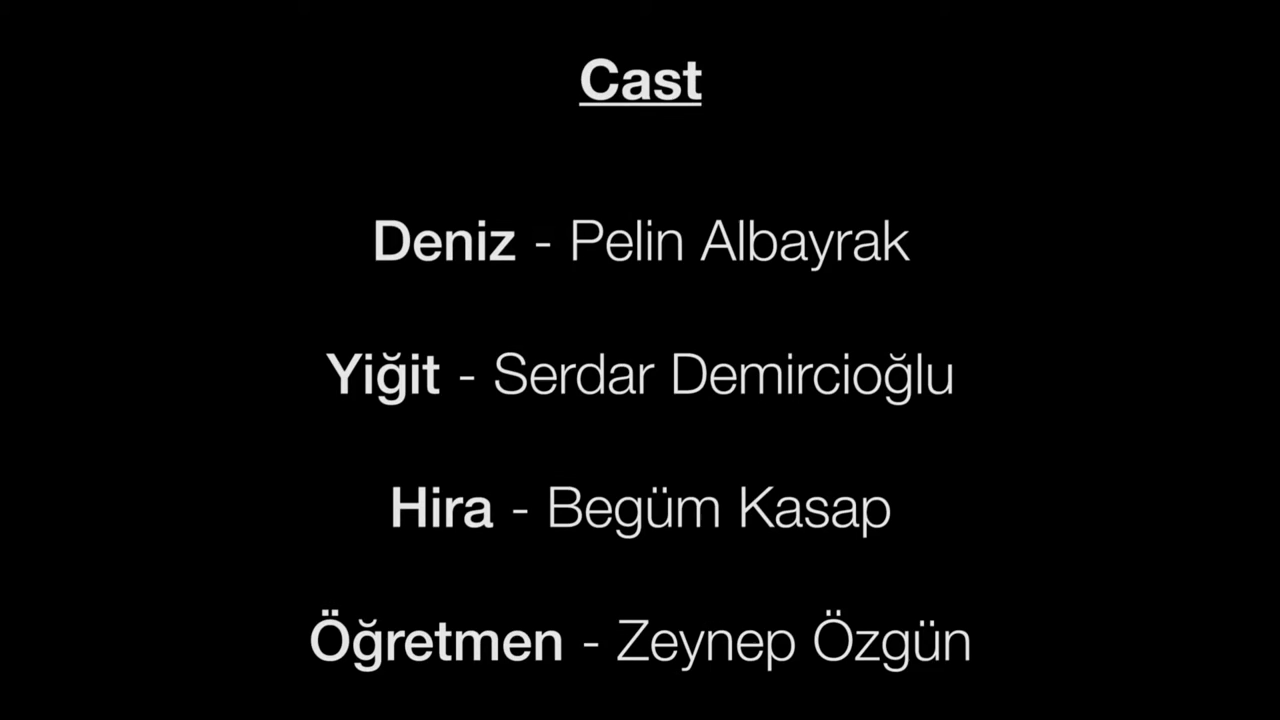 Cast
Deniz - Pelin Albayrak
Yiğit - Serdar Demircioğlu
Hira - Begüm Kasap
Öğretmen - Zeynep Özgün